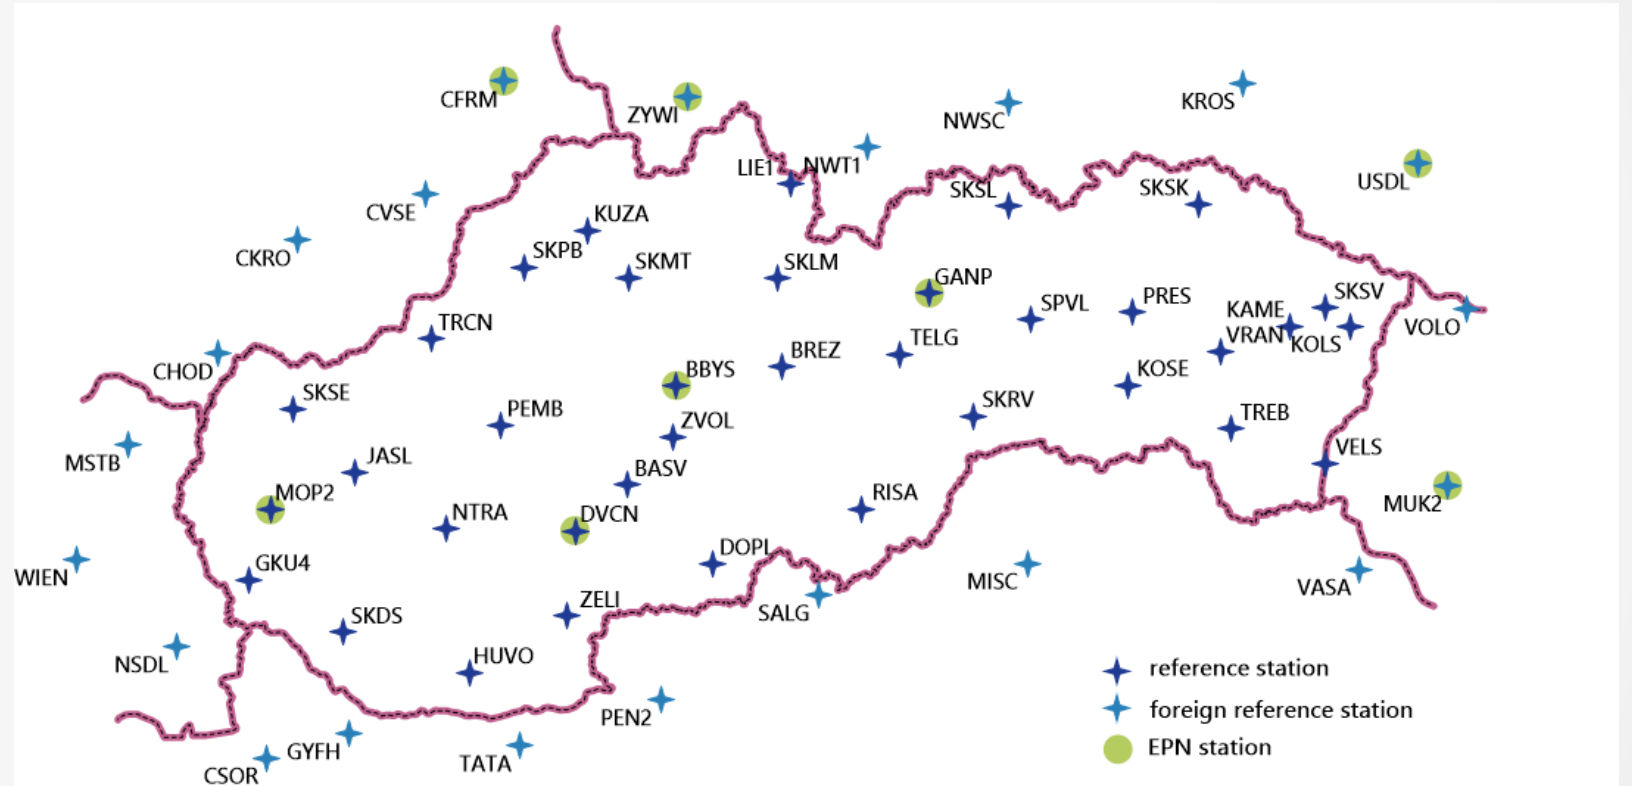 CFRM
ZYWI
NWSC
KROS
LIE1
NWT1
USDL
CVSE
SKSL
SKSK
KUZA
CKRO
SKPB
SKMT
SKLM
GANP
SKSV
SPVL
PRES
KAME
VOLO
TRCN
VRAN
KOLS
TELG
BREZ
CHOD
BBYS
KOSE
SKSE
SKRV
PEMB
TREB
ZVOL
VELS
MSTB
JASL
BASV
MOP2
RISA
MUK2
NTRA
DVCN
DOPL
GKU4
WIEN
MISC
VASA
ZELI
SALG
SKDS
HUVO
NSDL
reference station
foreign reference station
PEN2
EPN station
GYFH
TATA
CSOR